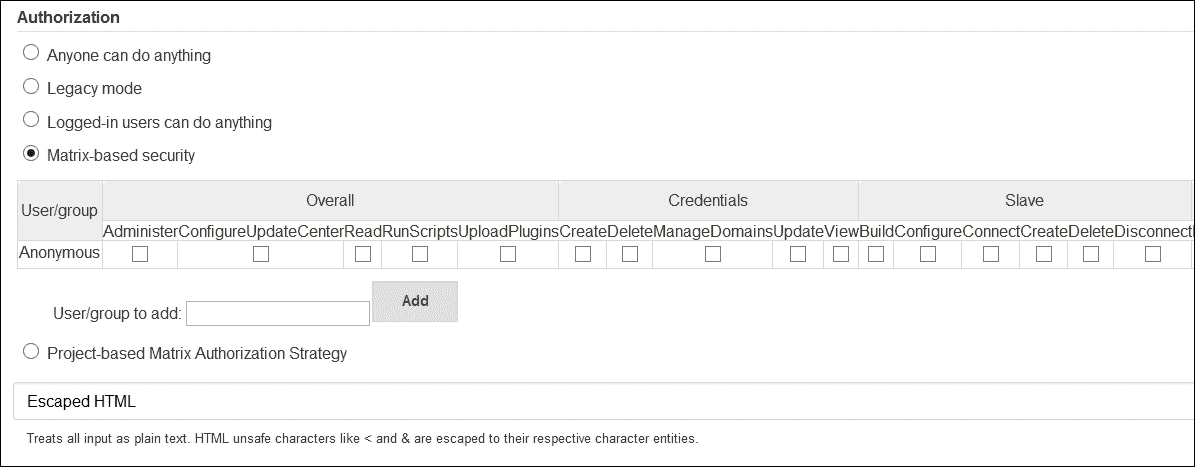 Authorization
Anyone can do anything
Legacy mode
Logged-in users can do anything
Matrix-based security
User/group Overall Credentials Slave
Administer ConfigureUpdateCenter Read RunScripts UploadPlugins Create Delete ManageDomains Update View Build Configure Connect Create Delete Disconnect
Anonymous
User/group to add: Add
Project-based Matrix Authorization Strategy
Escaped HTML
Treats all input as plain text. HTML unsafe characters like < and & are escaped to their respective character entities.